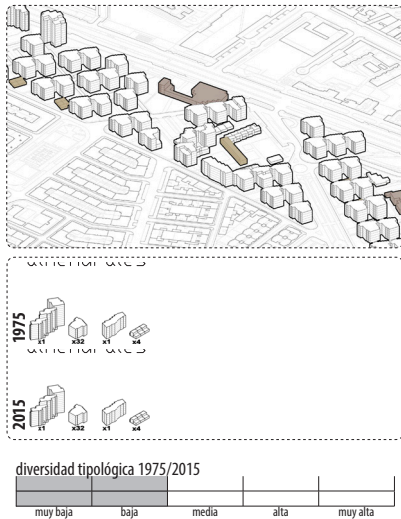 1975
x1 x32 x1 x4
2015
x1 x32 x1 x4
diversidad tipológica 1975/2015
muy baja baja media alta muy alta